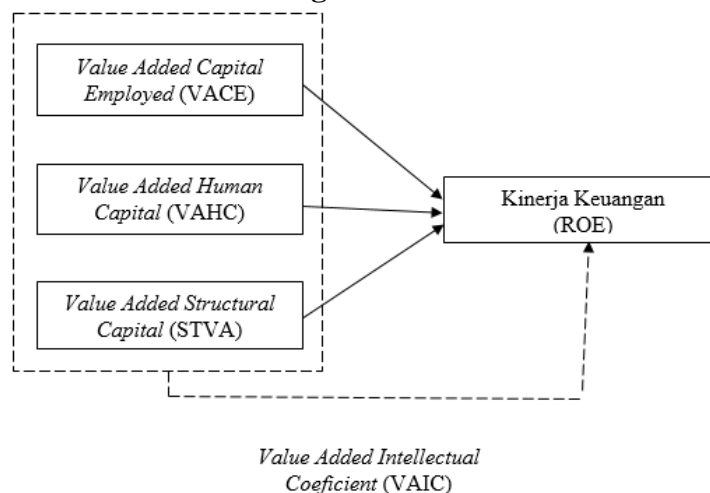 Value Added Capital
Employed (VACE)
Value Added Human
Capital (VAHC)
Value Added Structural
Capital (STVA)
Kinerja Keuangan
(ROE)
Value Added Intellectual
Coeficient (VAIC)